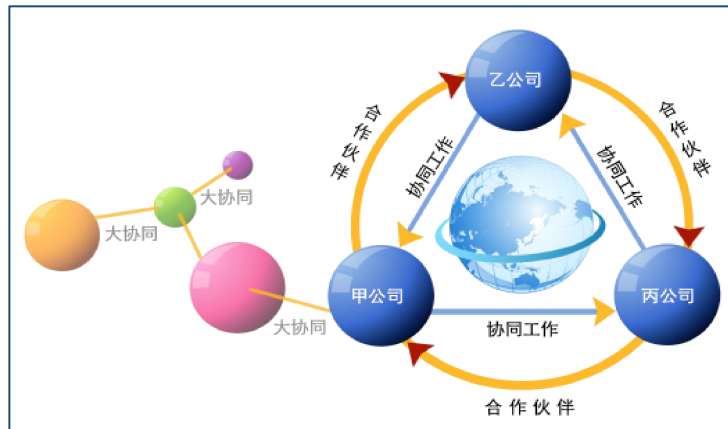 乙公司
合作伙伴
合作伙伴
协同工作
协同工作
大协同
大协同
甲公司
丙公司
大协同
协同工作
合作伙伴